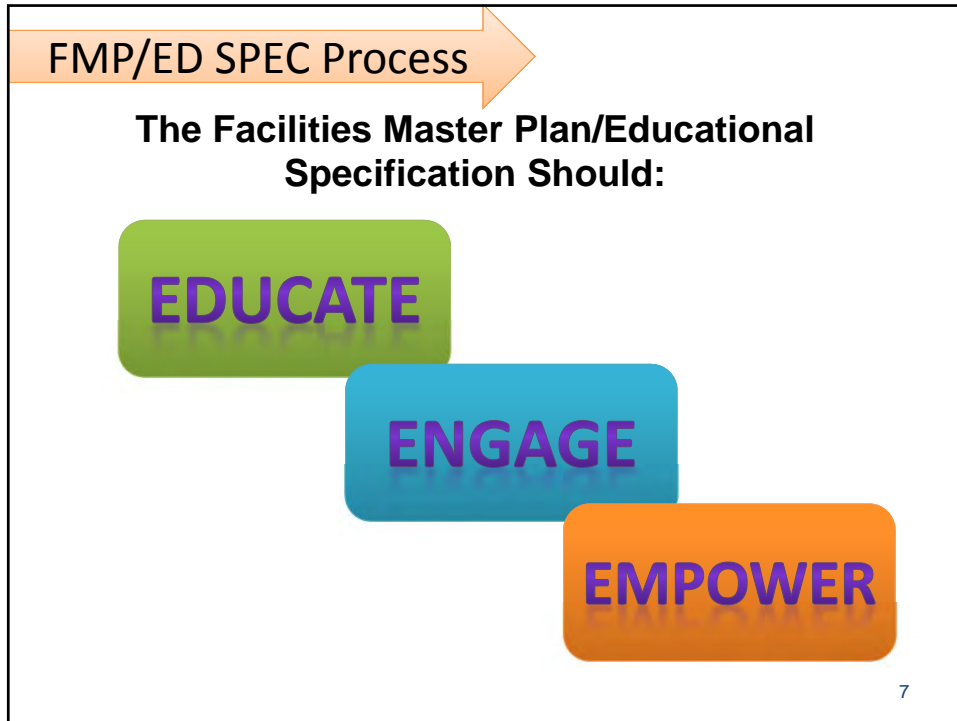 FMP/ED SPEC Process
The Facilities Master Plan/Educational
Specification Should:
EDUCATE
ENGAGE
EMPOWER
7